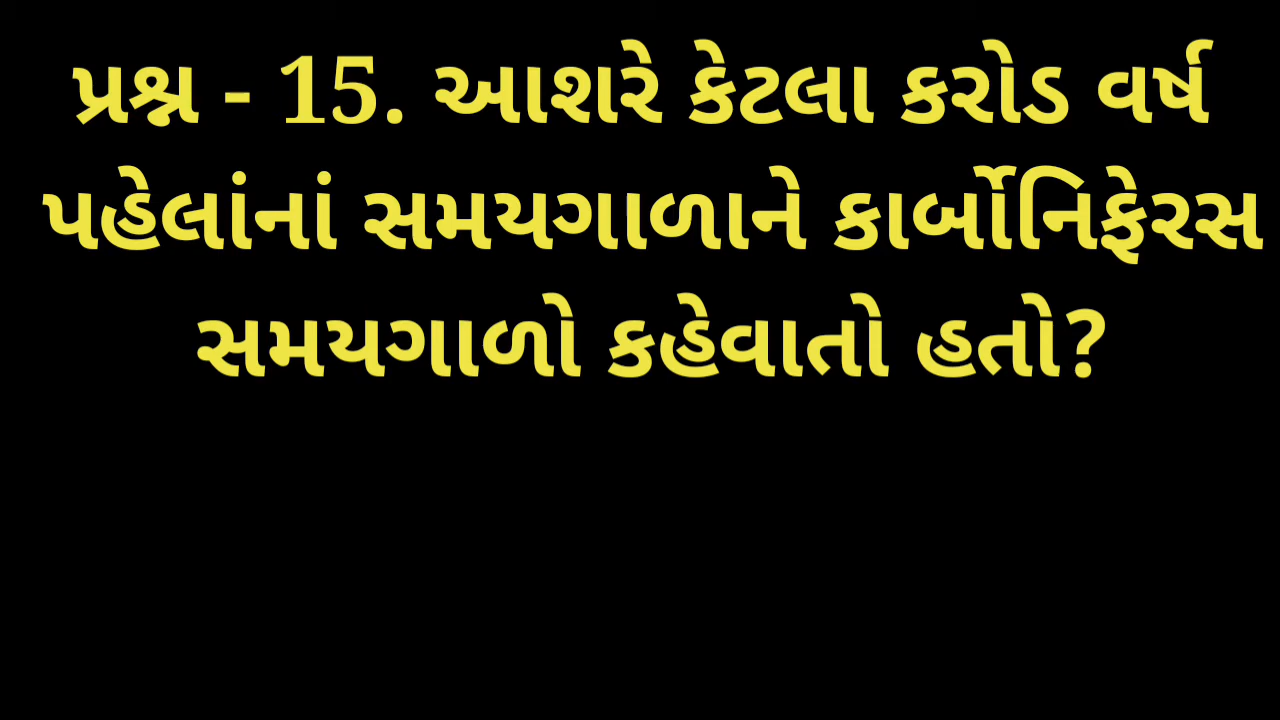 પ્રશ્ન - 15. આશરે કેટલા કરોડ વર્ષ
પહેલાંનાં સમયગાળાને કાર્બોનિફેરસ
સમયગાળો કહેવાતો હતો?